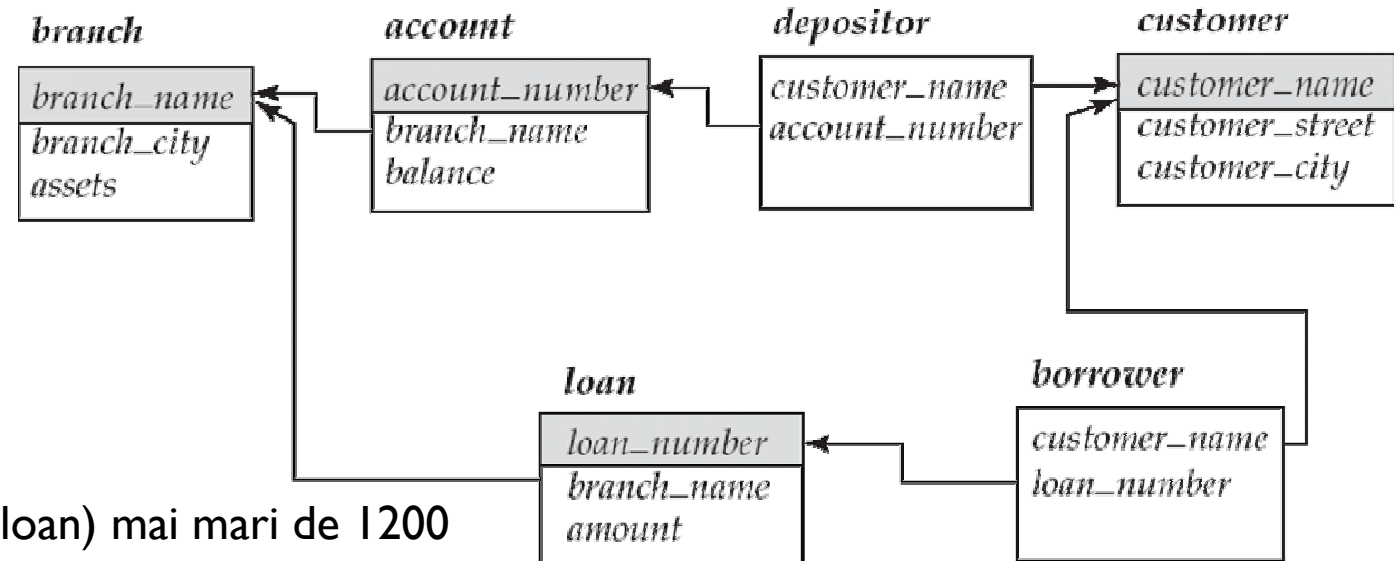 branch
branch_name
branch_city
assets
account
account_number
branch_name
balance
depositor
customer_name
account_number
customer
customer_name
customer_street
customer_city
loan
loan_number
branch_name
amount
borrower
customer_name
loan_number
loan) mai mari de 1200